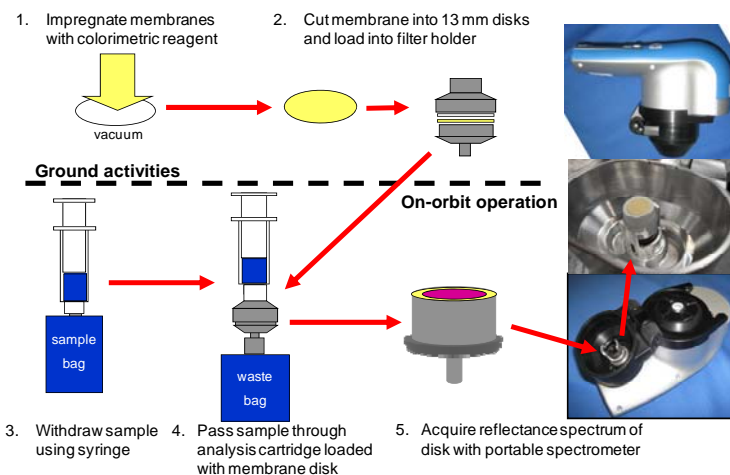 1. Impregnate membranes
with colorimetric reagent
2. Cut membrane into 13 mm disks
and load into filter holder
vacuum
Ground activities
On-orbit operation
sample
bag
waste
bag
3. Withdraw sample
using syringe
4. Pass sample through
analysis cartridge loaded
with membrane disk
5. Acquire reflectance spectrum of
disk with portable spectrometer